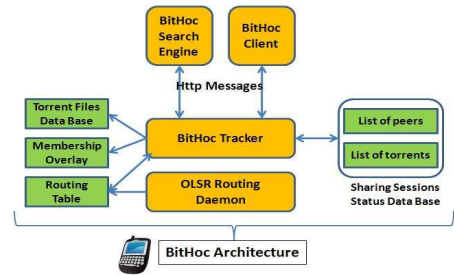 BitHoc
Search
Engine
BitHoc
Client
Http Messages
Torrent Files
Data Base
Membership
Overlay
Routing
Table
BitHoc Tracker
OLSR Routing
Daemon
List of peers
List of torrents
Sharing Sessions
Status Data Base
BitHoc Architecture